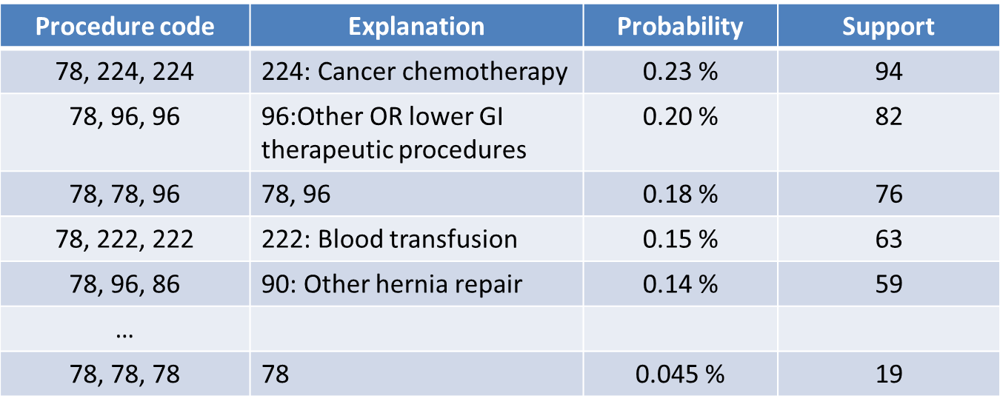 Procedure code Explanation Probability Support
78, 224, 224 224: Cancer chemotherapy 0.23 % 94
78, 96, 96 96:Other OR lower GI 0.20 % 82
therapeutic procedures
78, 78, 96 78, 96 0.18 % 76
78, 222, 222 222: Blood transfusion 0.15 % 63
78, 96, 86 90: Other hernia repair 0.14 % 59
...
78, 78, 78 78 0.045 % 19